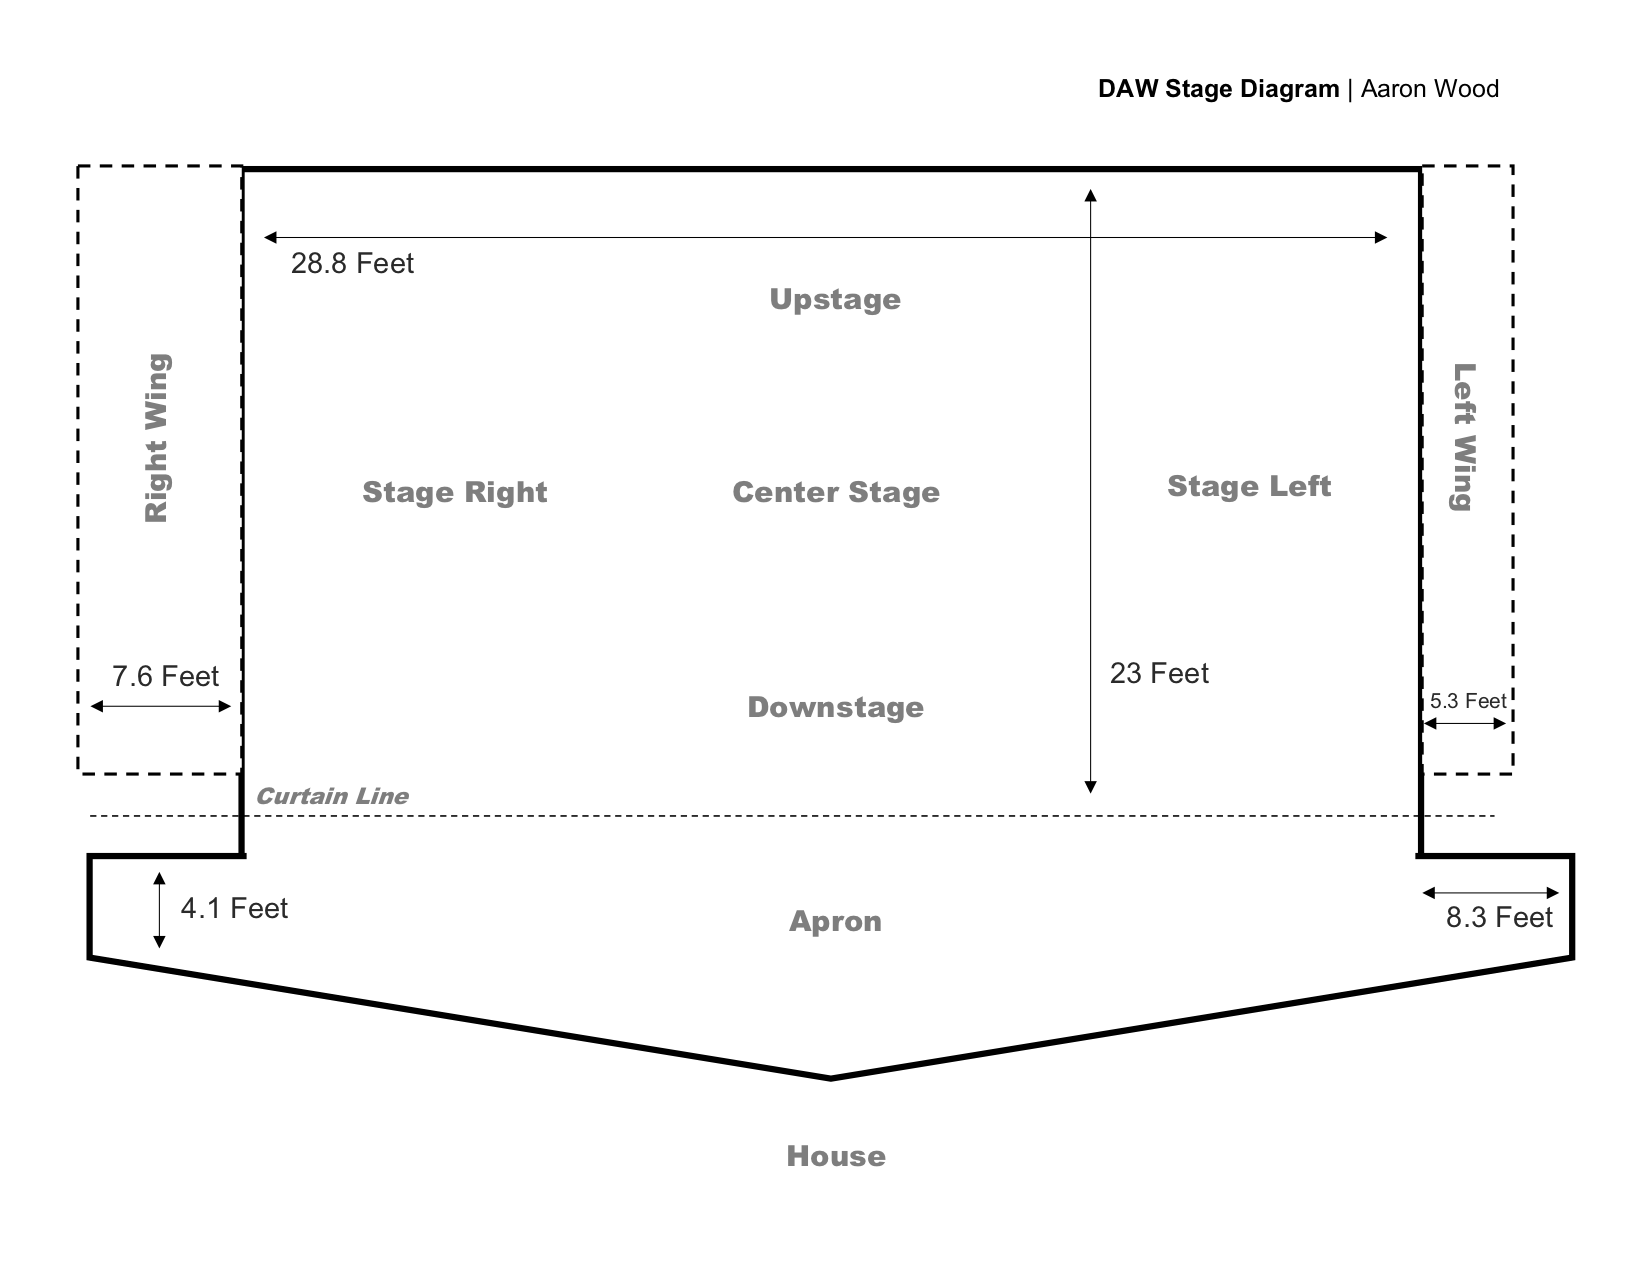 DAW Stage Diagram | Aaron Wood
28.8 Feet
Upstage
Right Wing
Left Wing
Stage Right
Center Stage
Stage Left
7.6 Feet
23 Feet
5.3 Feet
Downstage
Curtain Line
4.1 Feet
Apron
8.3 Feet
House